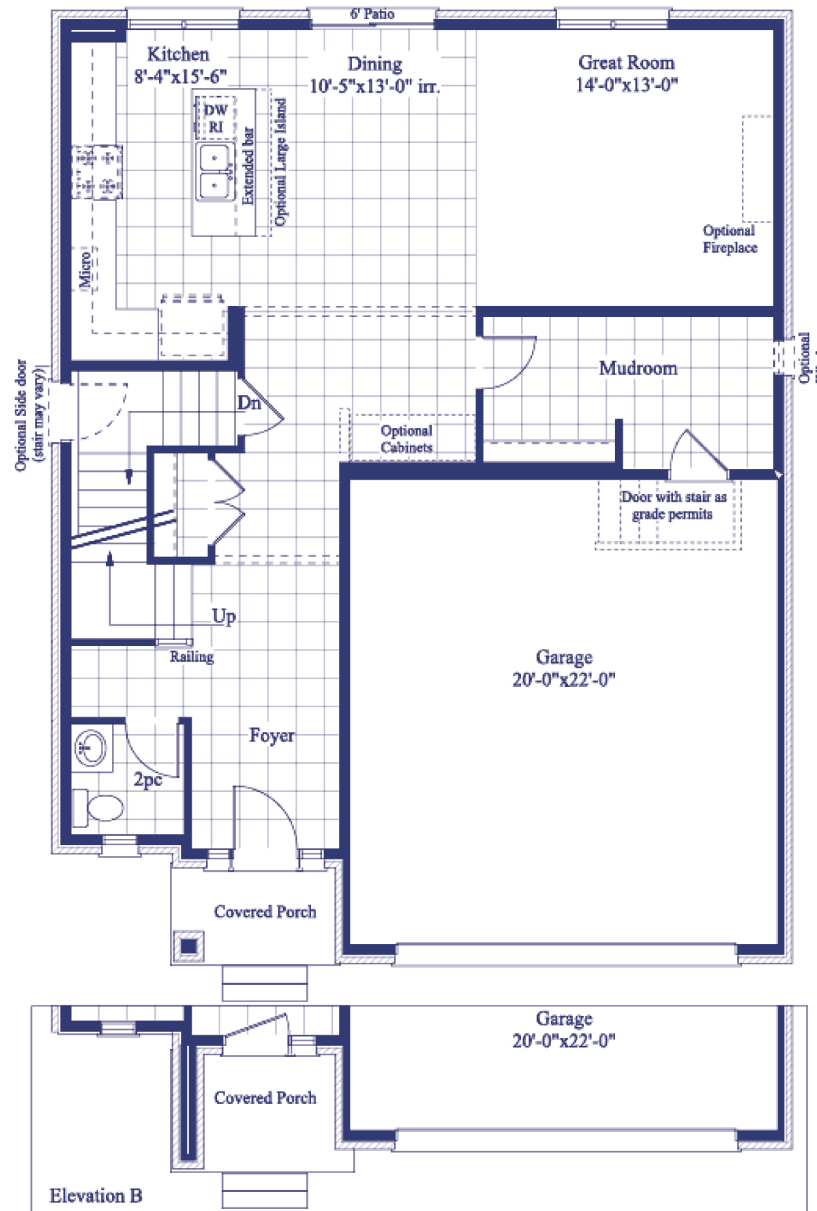 6' Patio
Kitchen
8'-4"x15'-6"
Dining
10'-5"x13'-0" irr.
Great Room
14'-0"x13'-0"
DW
RI
Extended bar
Optional Large Island
Micro
Optional
Fireplace
Optional Side door
(stair may vary)
Dn
Mudroom
Optional
Optional
Cabinets
Door with stair as
grade permits
Up
Railing
Garage
20'-0"x22'-0"
Foyer
2pc
Covered Porch
Garage
20'-0"x22'-0"
Covered Porch
Elevation B